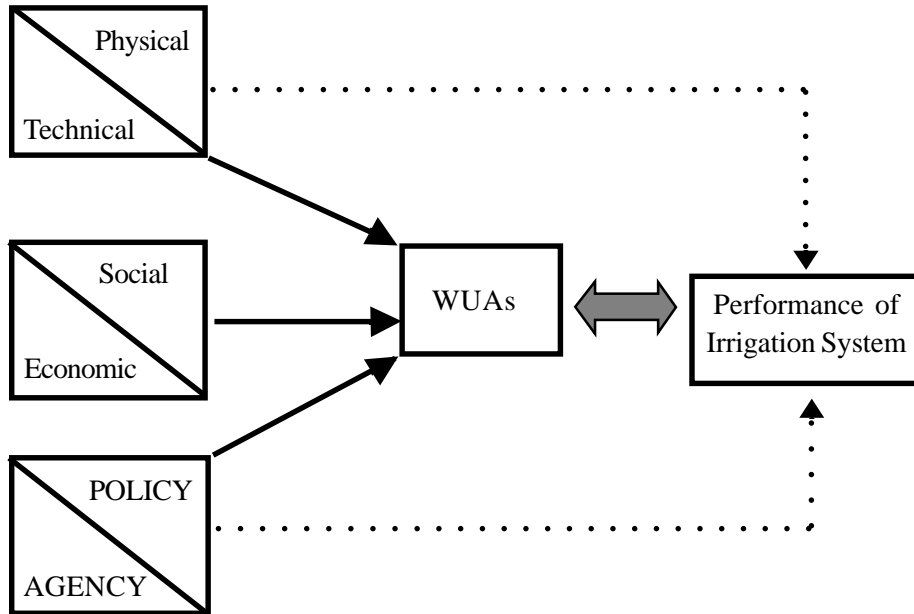 Physical
Technical
Social
Economic
WUAs
Performance of
Irrigation System
POLICY
AGENCY